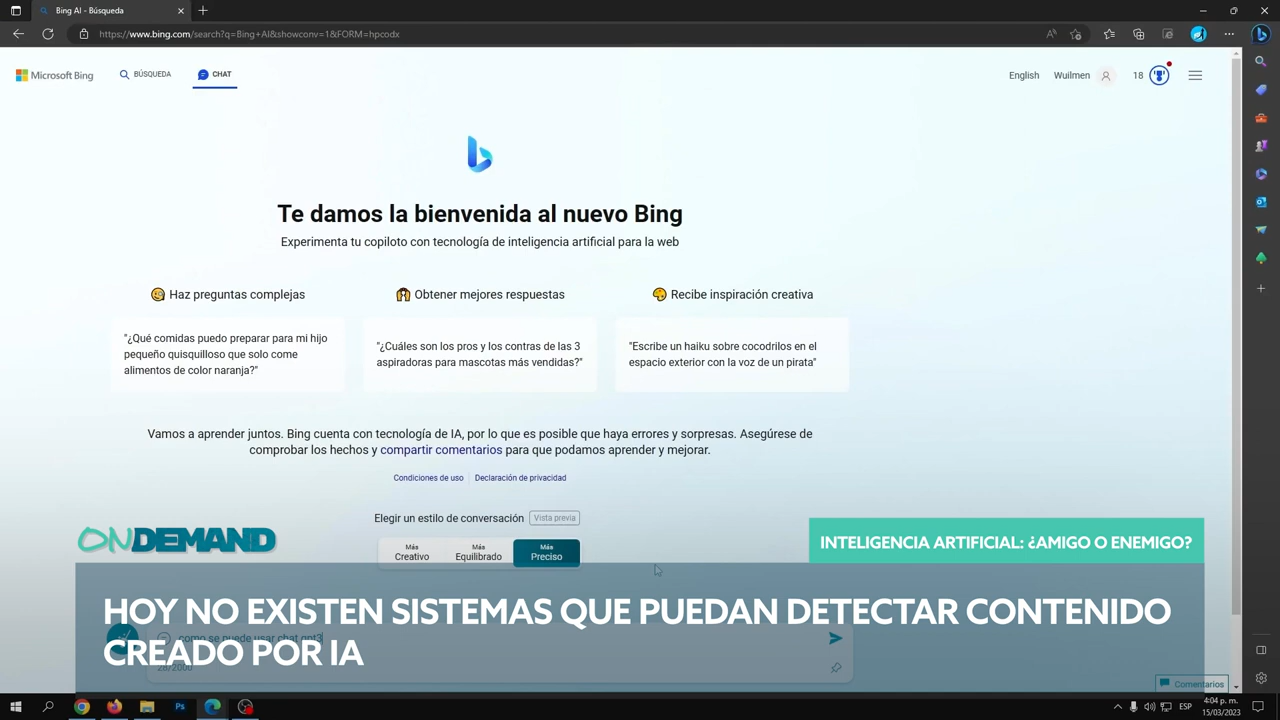 Bing AI - Búsqueda
https://www.bing.com/search?q=Bing+AI&showconv=1&FORM=hpcodx
Microsoft Bing
BÚSQUEDA
CHAT
English
Wuilmen
18
Te damos la bienvenida al nuevo Bing
Experimenta tu copiloto con tecnología de inteligencia artificial para la web
Haz preguntas complejas
Obtener mejores respuestas
Recibe inspiración creativa
"¿Qué comidas puedo preparar para mi hijo
pequeño quisquilloso que solo come
alimentos de color naranja?"
"¿Cuáles son los pros y los contras de las 3
aspiradoras para mascotas más vendidas?"
"Escribe un haiku sobre cocodrilos en el
espacio exterior con la voz de un pirata"
Vamos a aprender juntos. Bing cuenta con tecnología de IA, por lo que es posible que haya errores y sorpresas. Asegúrese de
comprobar los hechos y compartir comentarios para que podamos aprender y mejorar.
Condiciones de uso
Declaración de privacidad
Elegir un estilo de conversación
Vista previa
Más
Creativo
Más
Equilibrado
Más
Preciso
ONDEMAND
INTELIGENCIA ARTIFICIAL: ¿AMIGO O ENEMIGO?
HOY NO EXISTEN SISTEMAS QUE PUEDAN DETECTAR CONTENIDO
CREADO POR IA
como se puede usar chat gpt3
Comentarios
ESP
4:04 p. m.
15/03/2023